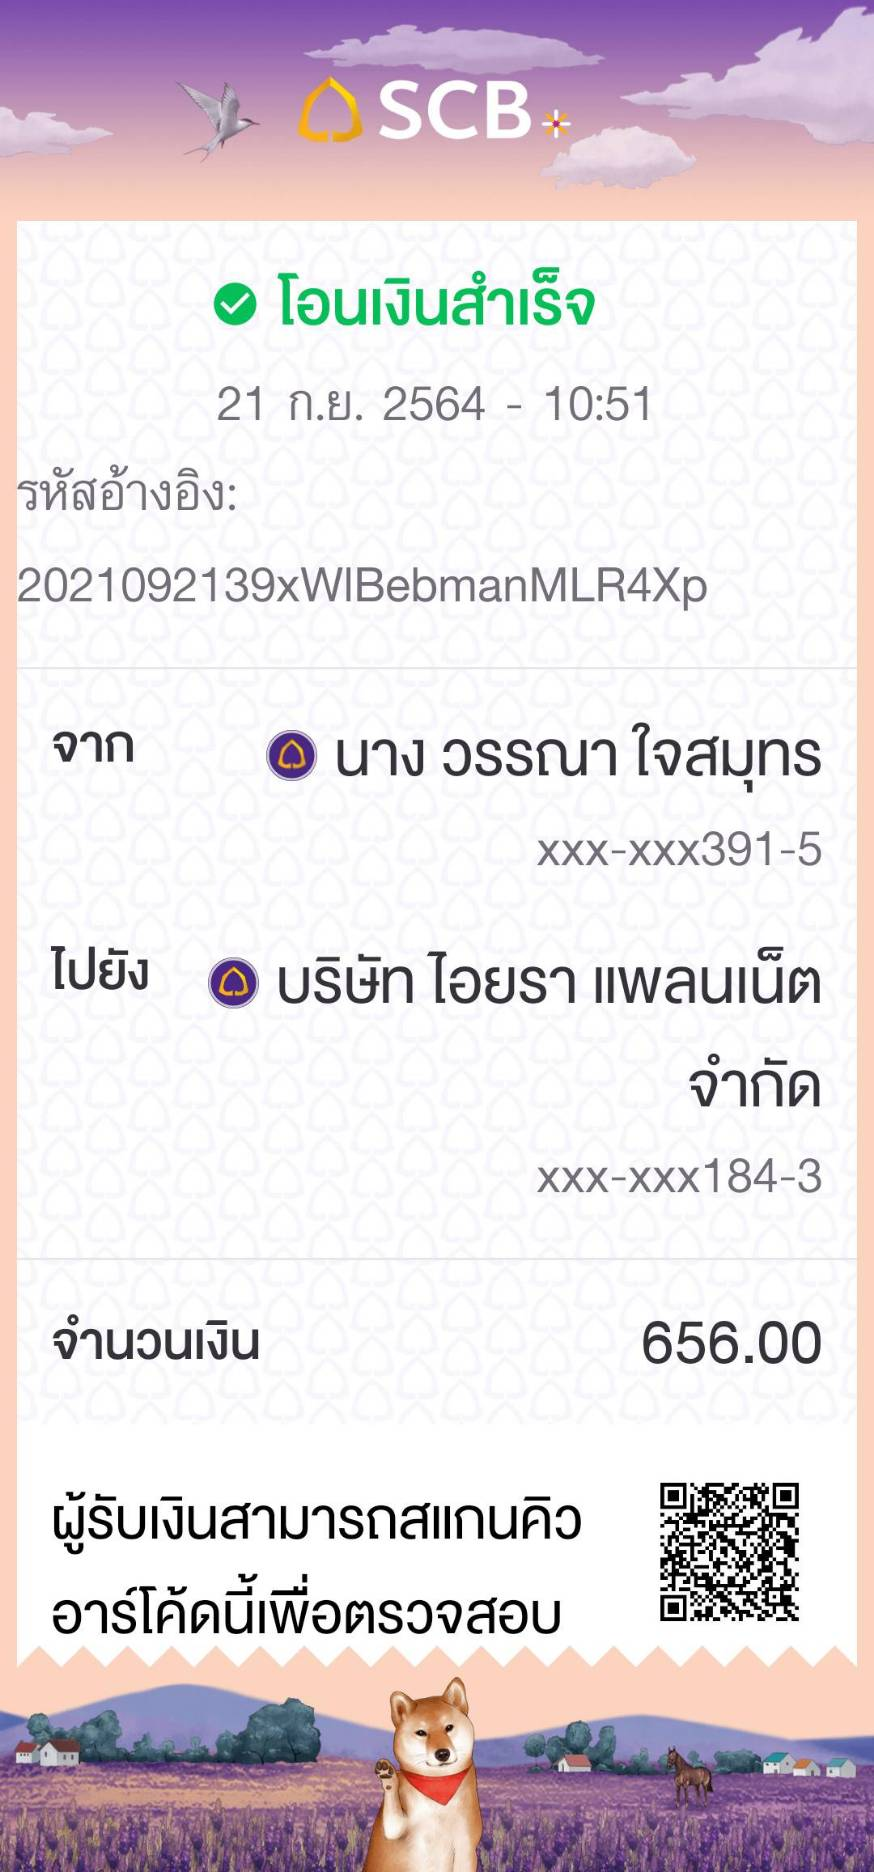 SCB
โอนเงินสำเร็จ
21 ก.ย. 2564 - 10:51
รหัสอ้างอิง:
2021092139xWIBebmanMLR4Xp
จาก นาง วรรณา ใจสมุทร
xxx-xxx391-5
ไปยัง บริษัท ไอยรา แพลนเน็ต
จำกัด
xxx-xxx184-3
จำนวนเงิน 656.00
ผู้รับเงินสามารถสแกนคิว
อาร์โค้ดนี้เพื่อตรวจสอบ